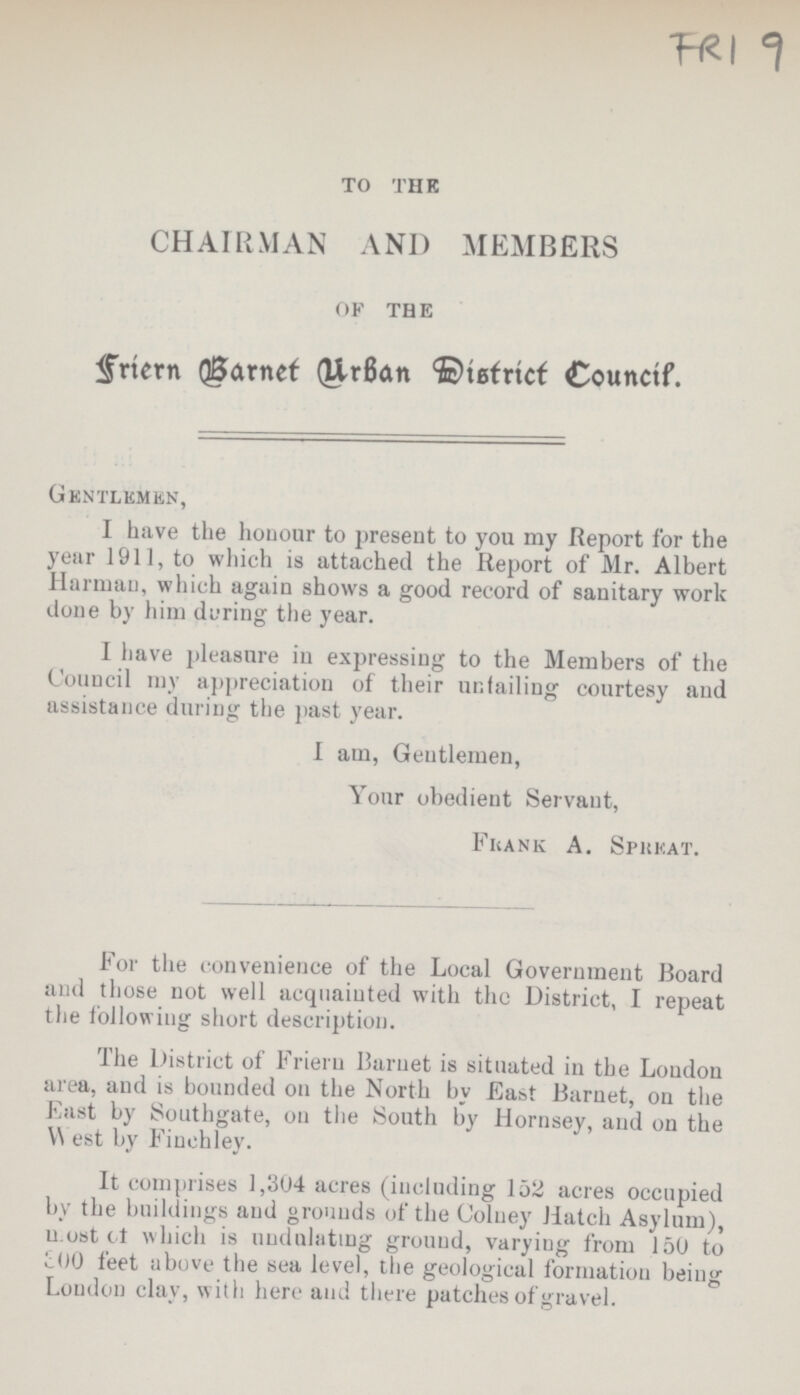 FRI 9
TO THE
CHAIRMAN AND MEMBERS
OF THE
Friern Barnet Urban District Council.
GENTLEMEN,
I have the honour to present to you my Report for the
year 1911, to which is attached the Report of Mr. Albert
Harman, which again shows a good record of sanitary work
done by him during the year.
I have pleasure in expressing to the Members of the
Council my appreciation of their unfailing courtesy and
assistance during the past year.
I am, Gentlemen,
Your obedient Servant,
FRANK A. SPREAT.
For the convenience of the Local Government Board
and those not well acquainted with the District, I repeat
the following short description.
The District of Friern Barnet is situated in the London
area, and is bounded on the North by East Barnet, on the
East by Southgate, on the South by Hornsey, and on the
West by Finchley.
It comprises 1,304 acres (including 152 acres occupied
by the buildings and grounds of the Colney Hatch Asylum),
most of which is undulating ground, varying from 150 to
feet above the sea level, the geological formation being
London clay, with here and there patches of gravel.